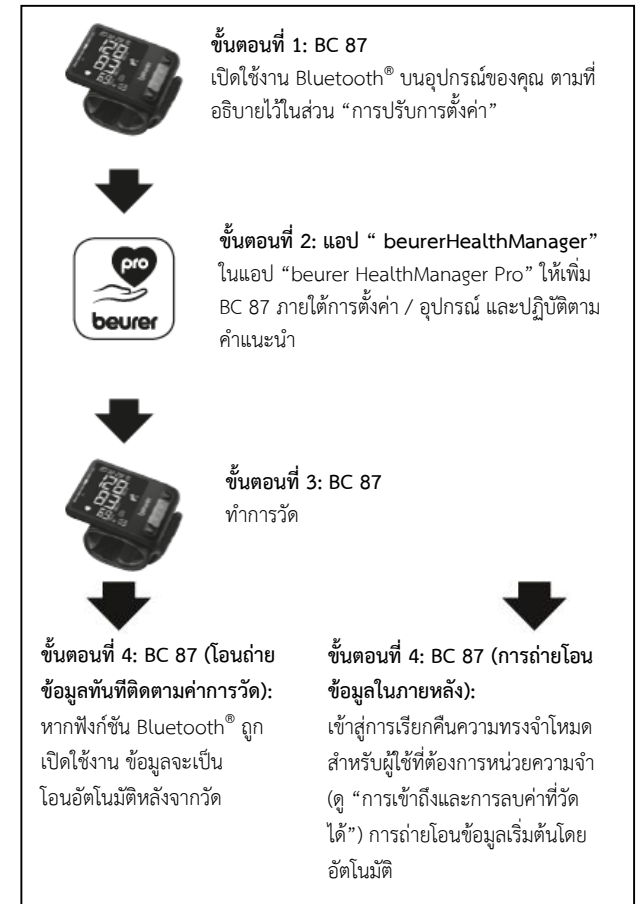 ขั้นตอนที่ 1: BC 87
เปิดใช้งาน Bluetooth® บนอุปกรณ์ของคุณ ตามที่
อธิบายไว้ในส่วน “การปรับการตั้งค่า”
pro
beurer
ขั้นตอนที่ 2: แอป “ beurerHealthManager”
ในแอป “beurer HealthManager Pro” ให้เพิ่ม
BC 87 ภายใต้การตั้งค่า / อุปกรณ์ และปฏิบัติตาม
คำแนะนำ
ขั้นตอนที่ 3: BC 87
ทำการวัด
ขั้นตอนที่ 4: BC 87 (โอนถ่าย
ข้อมูลทันทีติดตามค่าการวัด):
หากฟังก์ชัน Bluetooth® ถูก
เปิดใช้งาน ข้อมูลจะเป็น
โอนอัตโนมัติหลังจากวัด
ขั้นตอนที่ 4: BC 87 (การถ่ายโอน
ข้อมูลในภายหลัง):
เข้าสู่การเรียกคืนความทรงจำโหมด
สำหรับผู้ใช้ที่ต้องการหน่วยความจำ
(ดู “การเข้าถึงและการลบค่าที่วัด
ได้”) การถ่ายโอนข้อมูลเริ่มต้นโดย
อัตโนมัติ